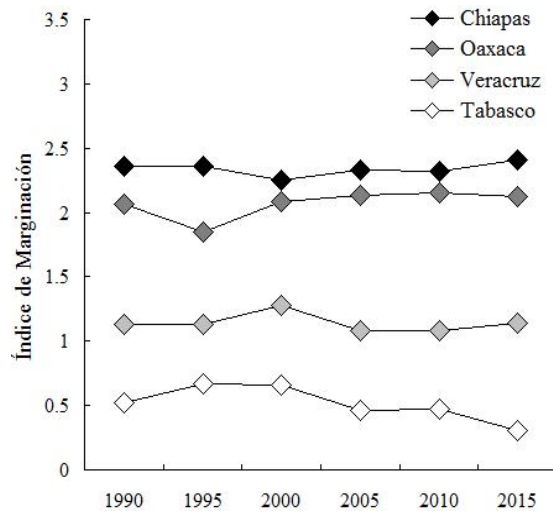 3.5
3
2.5
2
1.5
1
0.5
0
Índice de Marginación
Chiapas
Oaxaca
Veracruz
Tabasco
1990 1995 2000 2005 2010 2015